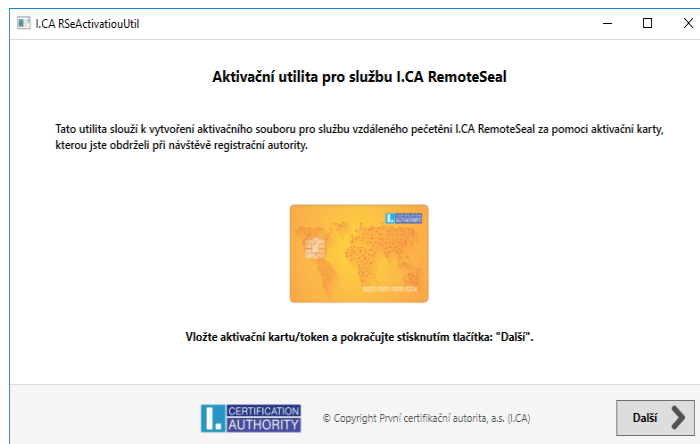 I.CA RSeActivatiouUtil
Aktivační utilita pro službu I.CA RemoteSeal
Tato utilita slouží k vytvoření aktivačního souboru pro službu vzdáleného pečetění I.CA RemoteSeal za pomoci aktivační karty,
kterou jste obdrželi při návštěvě registrační autority.
I. CERTIFICATION
AUTHORITY
Vložte aktivační kartu/token a pokračujte stisknutím tlačítka: "Další".
I. CERTIFICATION
AUTHORITY
© Copyright První certifikační autorita, a.s. (I.CA)
Další